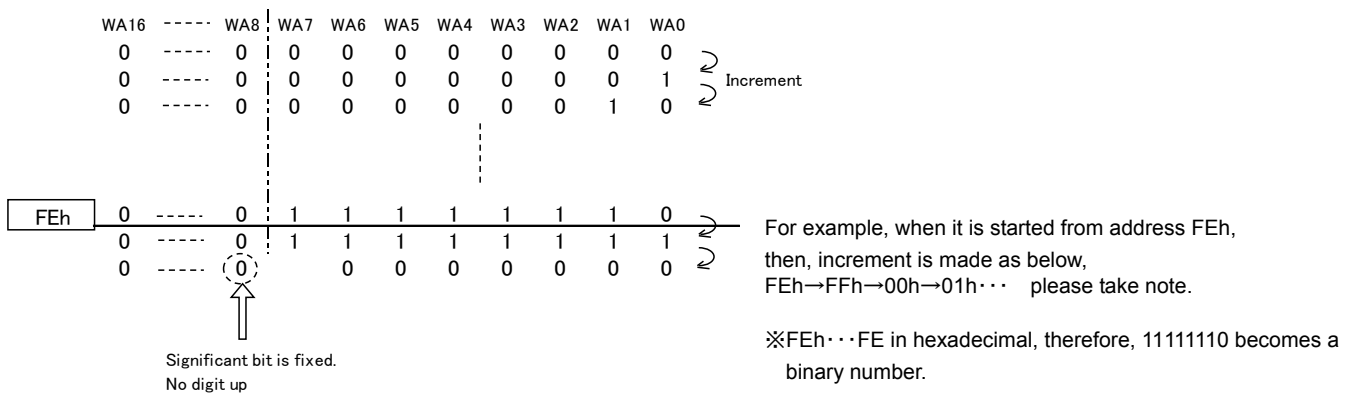 WA16 ----- WA8 WA7 WA6 WA5 WA4 WA3 WA2 WA1 WA0
0 ----- 0 0 0 0 0 0 0 0 0
0 ----- 0 0 0 0 0 0 0 0 1
Increment
0 ----- 0 0 0 0 0 0 0 1 0
FEh 0 ----- 0 1 1 1 1 1 1 1 0
0 ----- 0 1 1 1 1 1 1 1 1
0 ----- 0 0 0 0 0 0 0 0
Significant bit is fixed.
No digit up
For example, when it is started from address FEh,
then, increment is made as below,
FEh→FFh→00h→01h･･･ please take note.
※FEh･･･FE in hexadecimal, therefore, 11111110 becomes a
binary number.